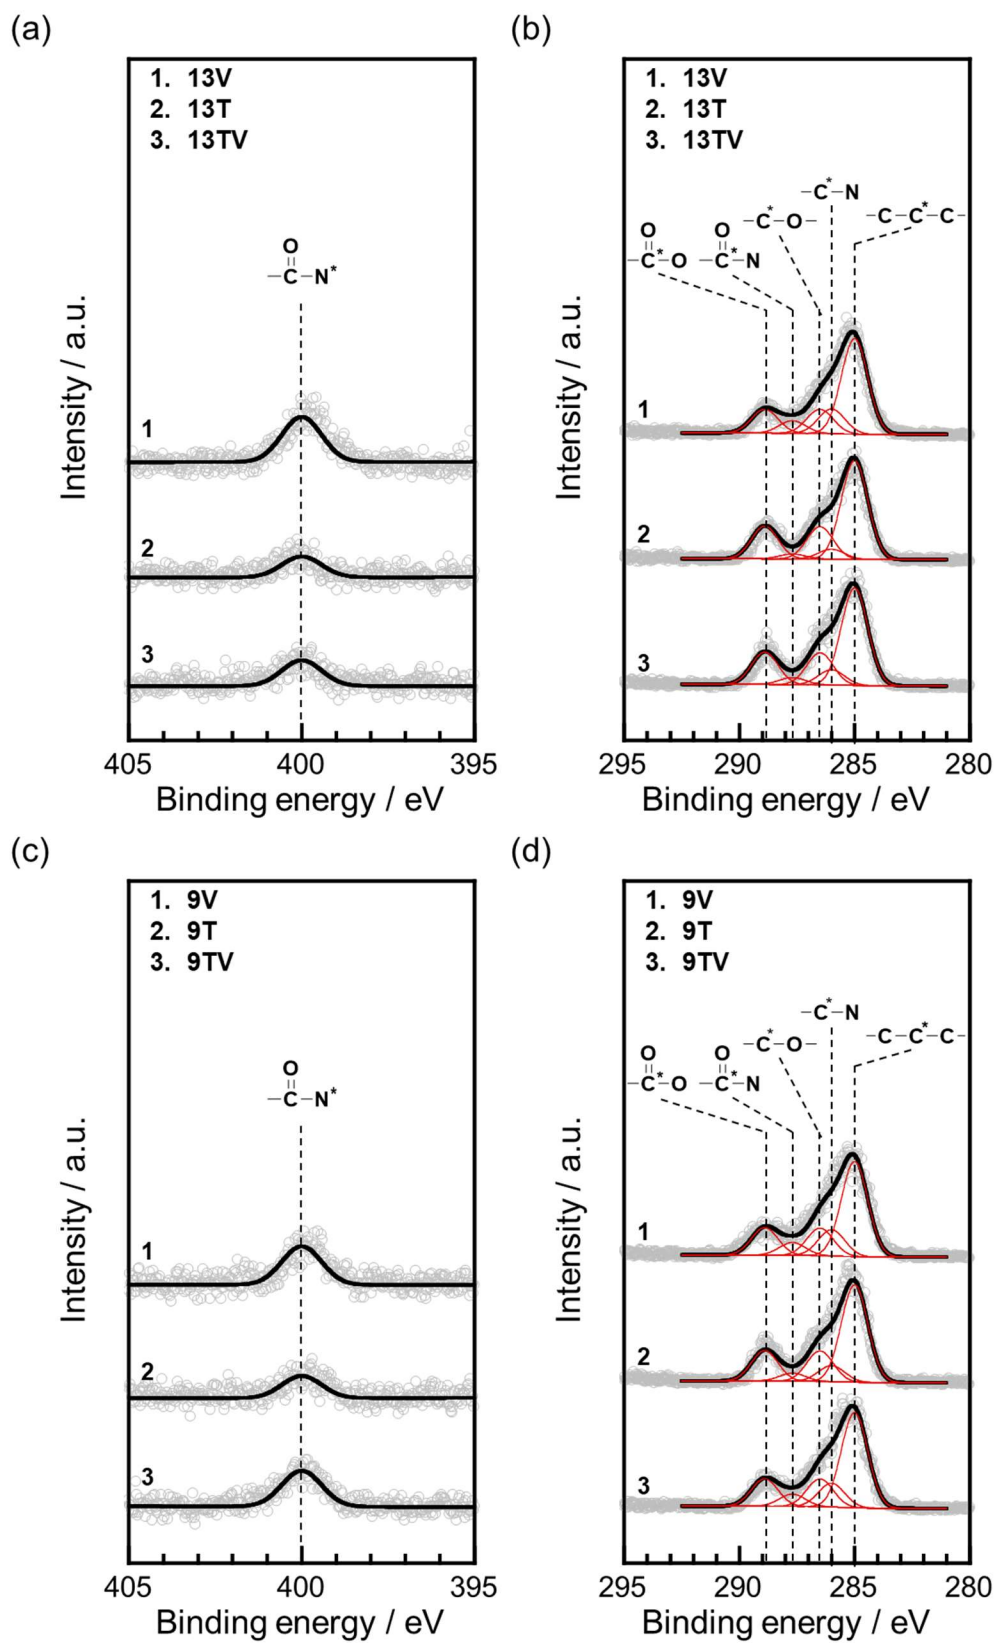 (a)
1. 13V
2. 13T
3. 13TV
O
–C–N*
1
2
3
Intensity / a.u.
405 400 395
Binding energy / eV
(b)
1. 13V
2. 13T
3. 13TV
–C*–N
–C*–O–
–C–C*–C–
O
–C*–O
O
–C*–N
1
2
3
Intensity / a.u.
295 290 285 280
Binding energy / eV
(c)
1. 9V
2. 9T
3. 9TV
O
–C–N*
1
2
3
Intensity / a.u.
405 400 395
Binding energy / eV
(d)
1. 9V
2. 9T
3. 9TV
–C*–N
–C*–O–
–C–C*–C–
O
–C*–O
O
–C*–N
1
2
3
Intensity / a.u.
295 290 285 280
Binding energy / eV